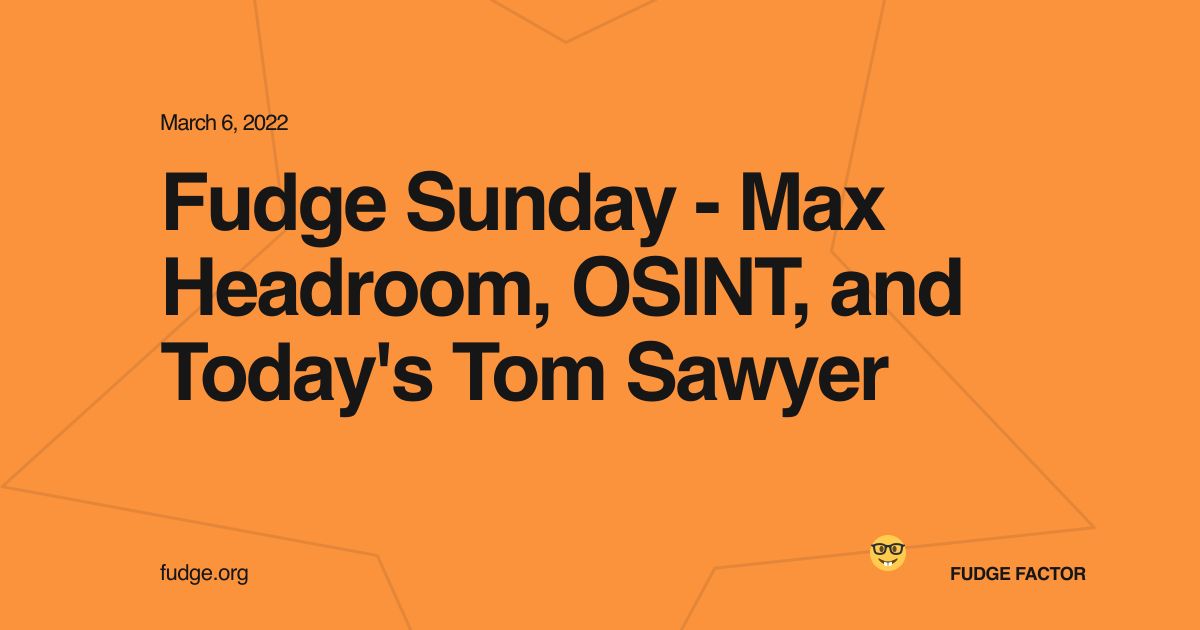 March 6, 2022
Fudge Sunday - Max
Headroom, OSINT, and
Today's Tom Sawyer
fudge.org
FUDGE FACTOR